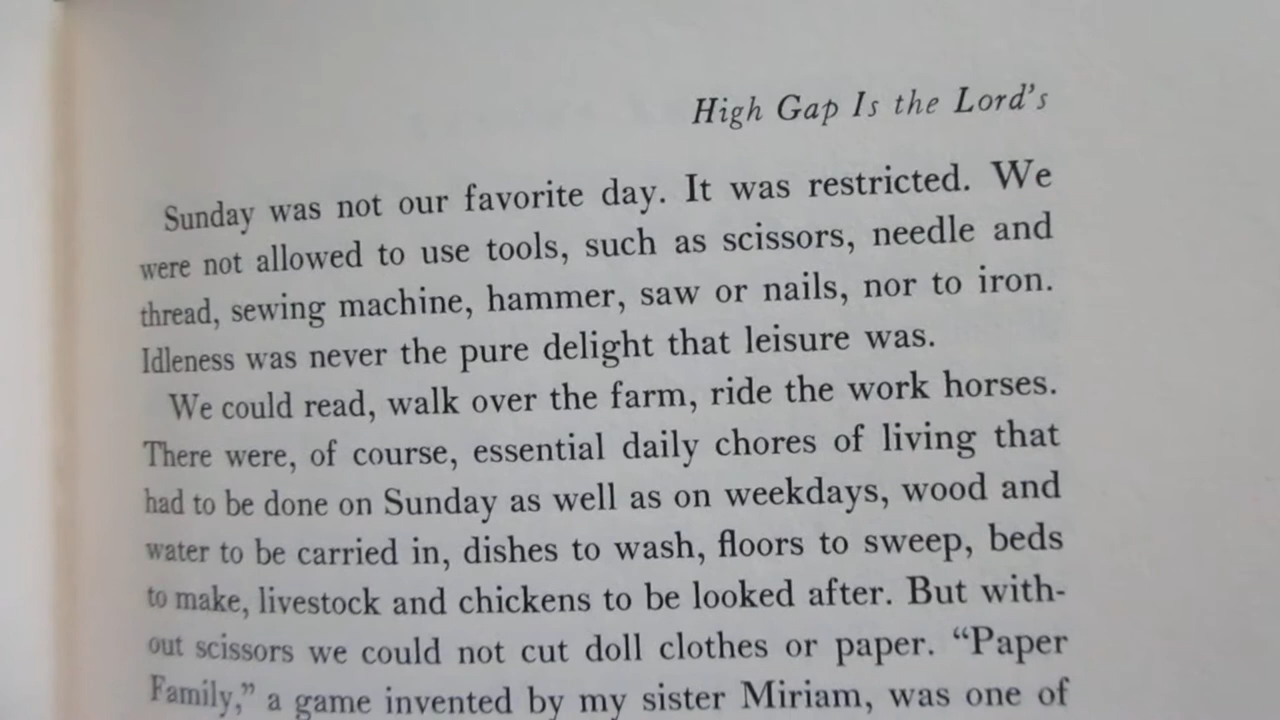 High Gap Is the Lord's
Sunday was not our favorite day. It was restricted. We
were not allowed to use tools, such as scissors, needle and
thread, sewing machine, hammer, saw or nails, nor to iron.
Idleness was never the pure delight that leisure was.
We could read, walk over the farm, ride the work horses.
There were, of course, essential daily chores of living that
had to be done on Sunday as well as on weekdays, wood and
water to be carried in, dishes to wash, floors to sweep, beds
to make, livestock and chickens to be looked after. But with-
out scissors we could not cut doll clothes or paper. “Paper
Family,” a game invented by my sister Miriam, was one of